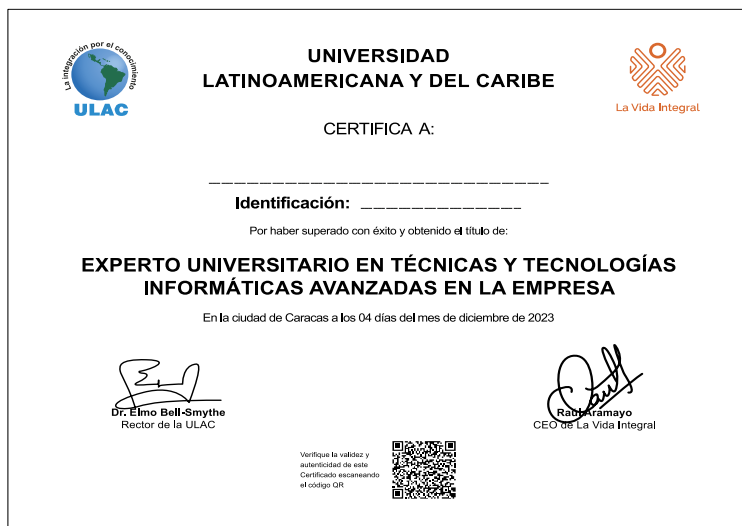 La integración por el conocimiento
ULAC
UNIVERSIDAD
LATINOAMERICANA Y DEL CARIBE
La Vida Integral
CERTIFICA A:
Identificación:
Por haber superado con éxito y obtenido el título de:
EXPERTO UNIVERSITARIO EN TÉCNICAS Y TECNOLOGÍAS
INFORMÁTICAS AVANZADAS EN LA EMPRESA
En la ciudad de Caracas a los 04 días del mes de diciembre de 2023
Dr. Elmo Bell-Smythe
Rector de la ULAC
Raúl Aramayo
CEO de La Vida Integral
Verifique la validez y
autenticidad de este
Certificado escaneando
el código QR